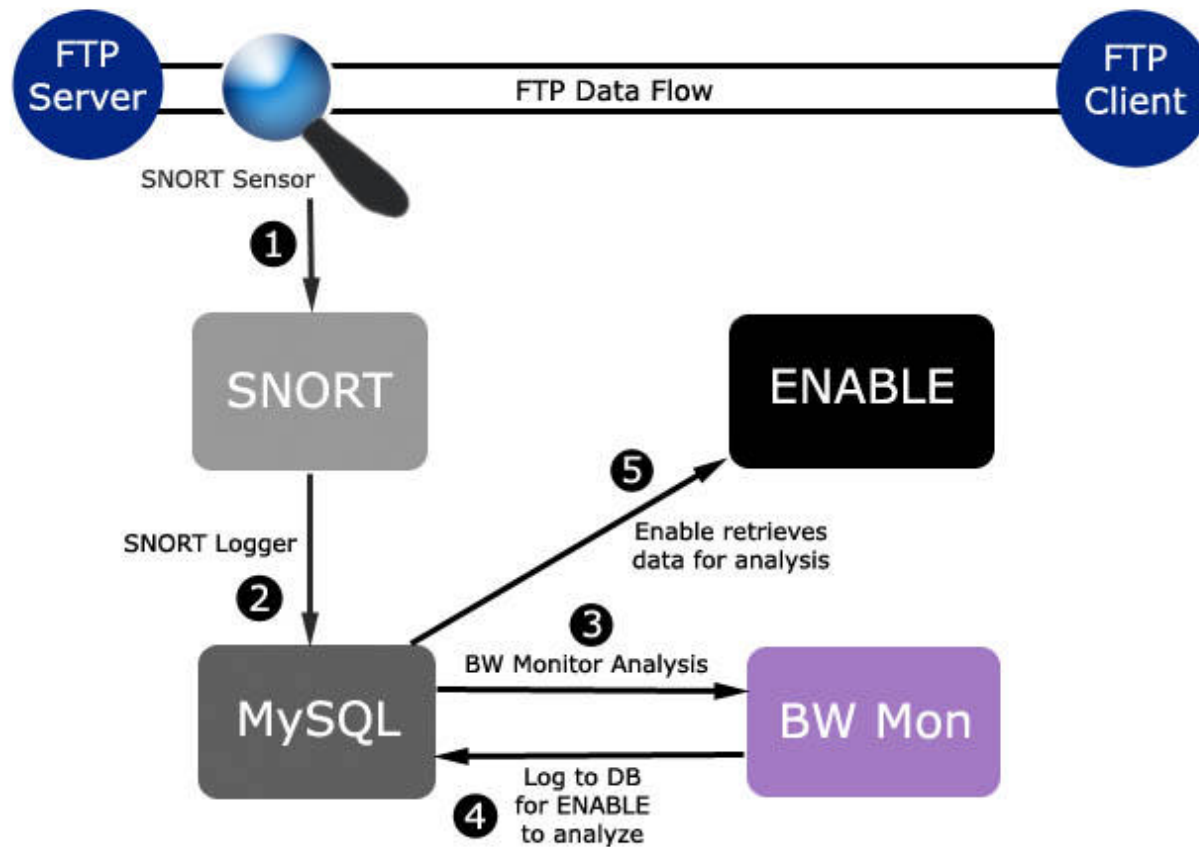 FTP
Server
FTP Data Flow
FTP
Client
SNORT Sensor
1
SNORT
ENABLE
5
Enable retrieves
data for analysis
SNORT Logger
2
3
BW Monitor Analysis
MySQL
BW Mon
4
Log to DB
for ENABLE
to analyze